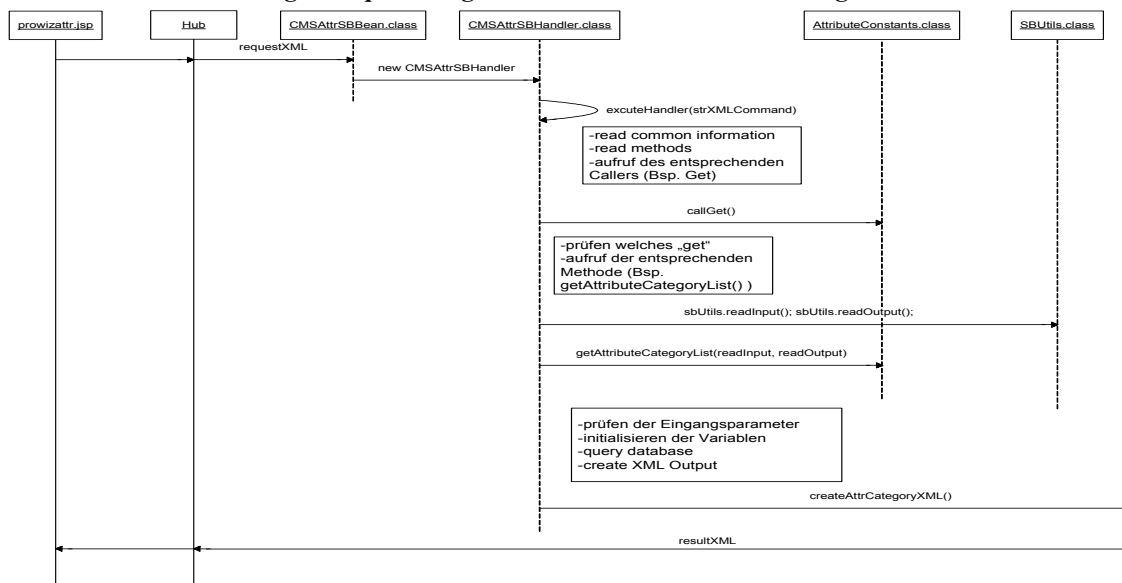 prowizattr.jsp
Hub
CMSAttrSBBean.class
CMSAttrSBHandler.class
AttributeConstants.class
SBUtils.class
requestXML
new CMSAttrSBHandler
excuteHandler(strXMLCommand)
-read common information
-read methods
-aufruf des entsprechenden
Callers (Bsp. Get)
callGet()
-prüfen welches „get“
-aufruf der entsprechenden
Methode (Bsp.
getAttributeCategoryList() )
sbUtils.readInput(); sbUtils.readOutput();
getAttributeCategoryList(readInput, readOutput)
-prüfen der Eingangsparameter
-initialisieren der Variablen
-query database
-create XML Output
createAttrCategoryXML()
resultXML